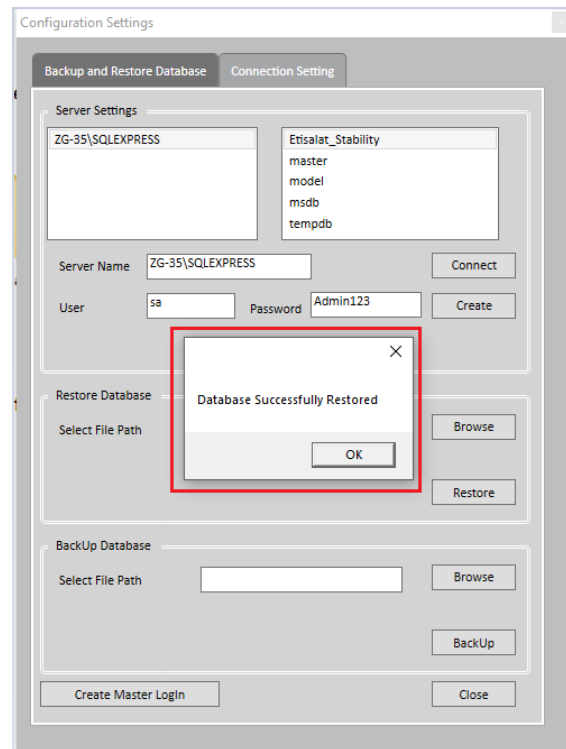 Configuration Settings
Backup and Restore Database
Connection Setting
Server Settings
ZG-35\SQLEXPRESS
Etisalat_Stability
master
model
msdb
tempdb
Server Name
ZG-35\SQLEXPRESS
Connect
User
sa
Password
Admin123
Create
Database Successfully Restored
OK
Restore Database
Select File Path
Browse
Restore
BackUp Database
Select File Path
Browse
BackUp
Create Master LogIn
Close